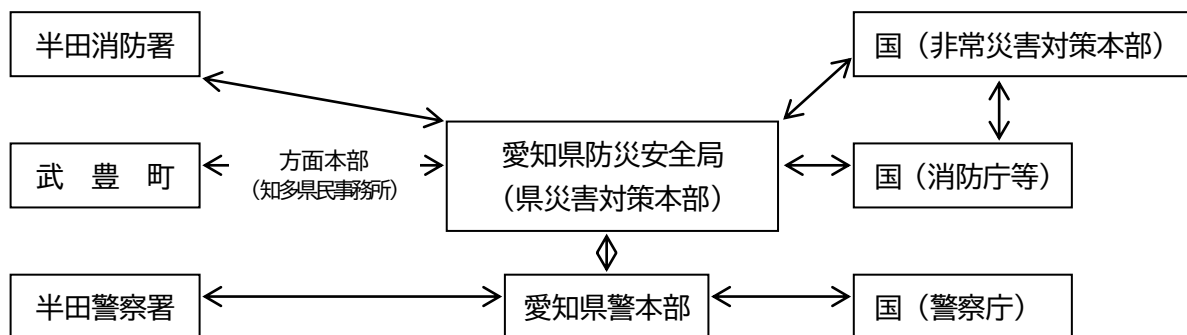 半田消防署
国（非常災害対策本部）
武　豊　町
方面本部
（知多県民事務所）
愛知県防災安全局
（県災害対策本部）
国（消防庁等）
半田警察署
愛知県警本部
国（警察庁）